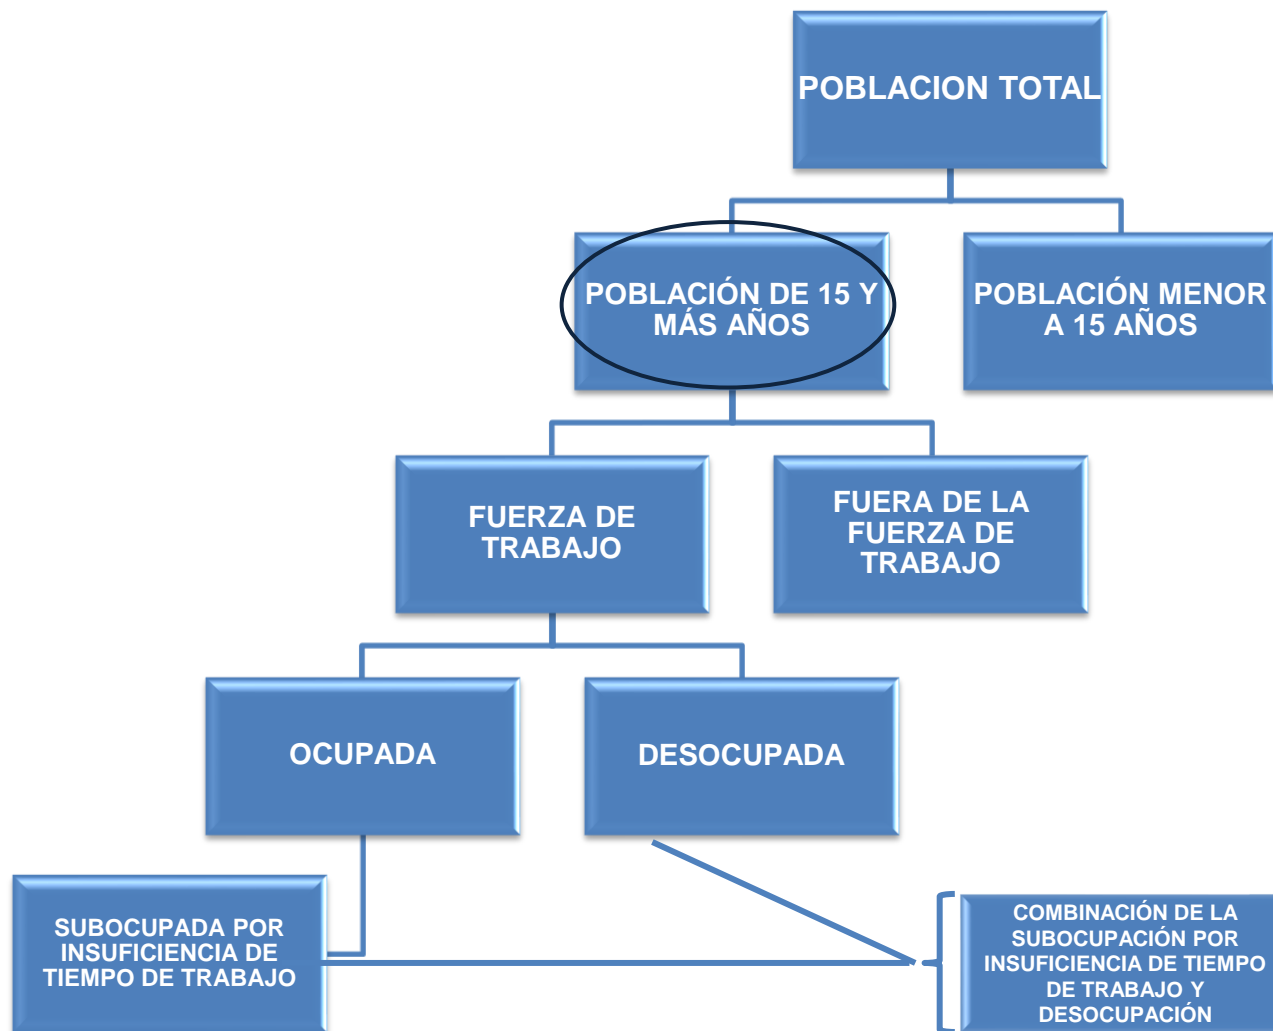 POBLACION TOTAL
POBLACIÓN DE 15 Y
MÁS AÑOS
POBLACIÓN MENOR
A 15 AÑOS
FUERZA DE
TRABAJO
FUERA DE LA
FUERZA DE
TRABAJO
OCUPADA
DESOCUPADA
SUBOCUPADA POR
INSUFICIENCIA DE
TIEMPO DE TRABAJO
COMBINACIÓN DE LA
SUBOCUPACIÓN POR
INSUFICIENCIA DE TIEMPO
DE TRABAJO Y
DESOCUPACIÓN